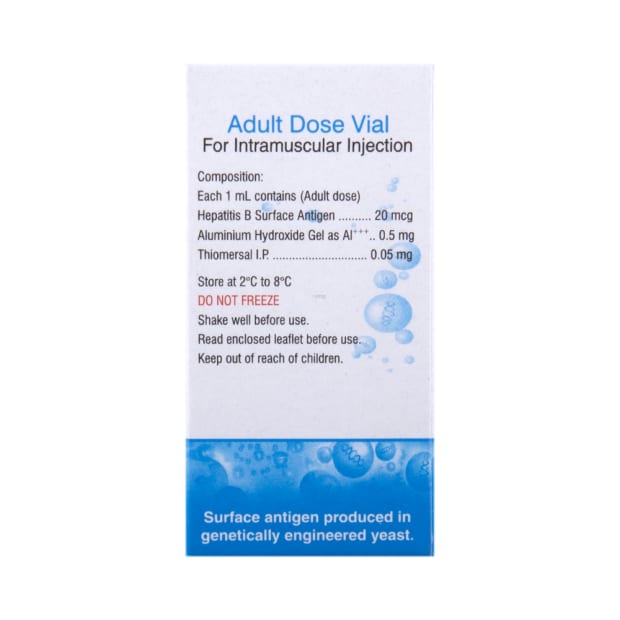 Adult Dose Vial
For Intramuscular Injection
Composition:
Each 1 mL contains (Adult dose)
Hepatitis B Surface Antigen .......... 20 mcg
Aluminium Hydroxide Gel as Al+++.. 0.5 mg
Thiomersal I.P. ............................. 0.05 mg
Store at 2°C to 8°C
DO NOT FREEZE
Shake well before use.
Read enclosed leaflet before use.
Keep out of reach of children.
Surface antigen produced in
genetically engineered yeast.